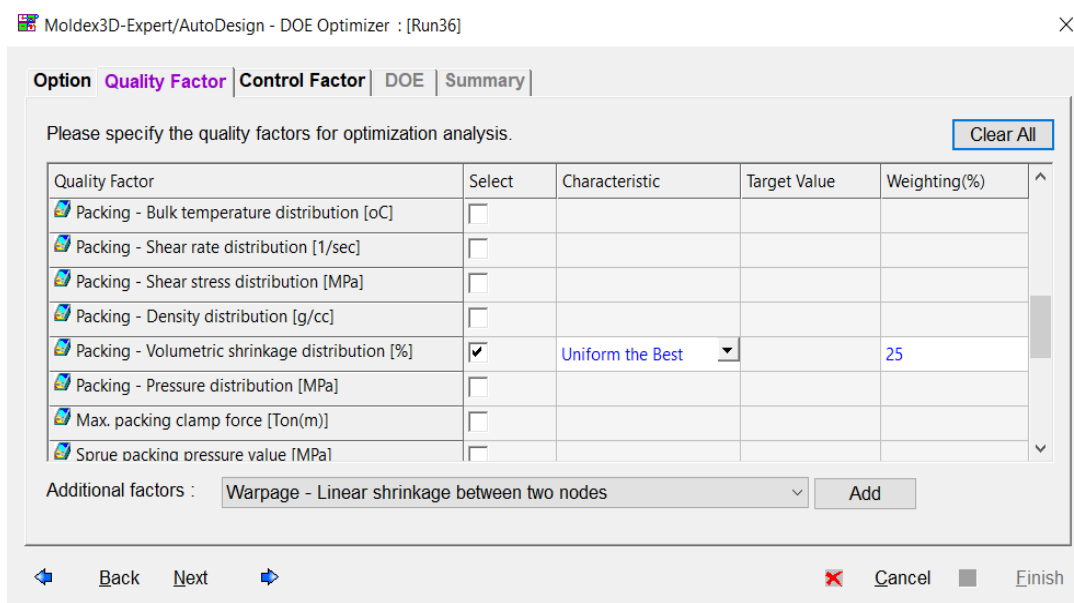 Moldex3D-Expert/AutoDesign - DOE Optimizer : [Run36]
Option Quality Factor Control Factor DOE Summary
Please specify the quality factors for optimization analysis. Clear All
Quality Factor Select Characteristic Target Value Weighting(%)
Packing - Bulk temperature distribution [oC]
Packing - Shear rate distribution [1/sec]
Packing - Shear stress distribution [MPa]
Packing - Density distribution [g/cc]
Packing - Volumetric shrinkage distribution [%] Uniform the Best 25
Packing - Pressure distribution [MPa]
Max. packing clamp force [Ton(m)]
Sprue packing pressure value [MPa]
Additional factors : Warpage - Linear shrinkage between two nodes Add
Back Next Cancel Finish